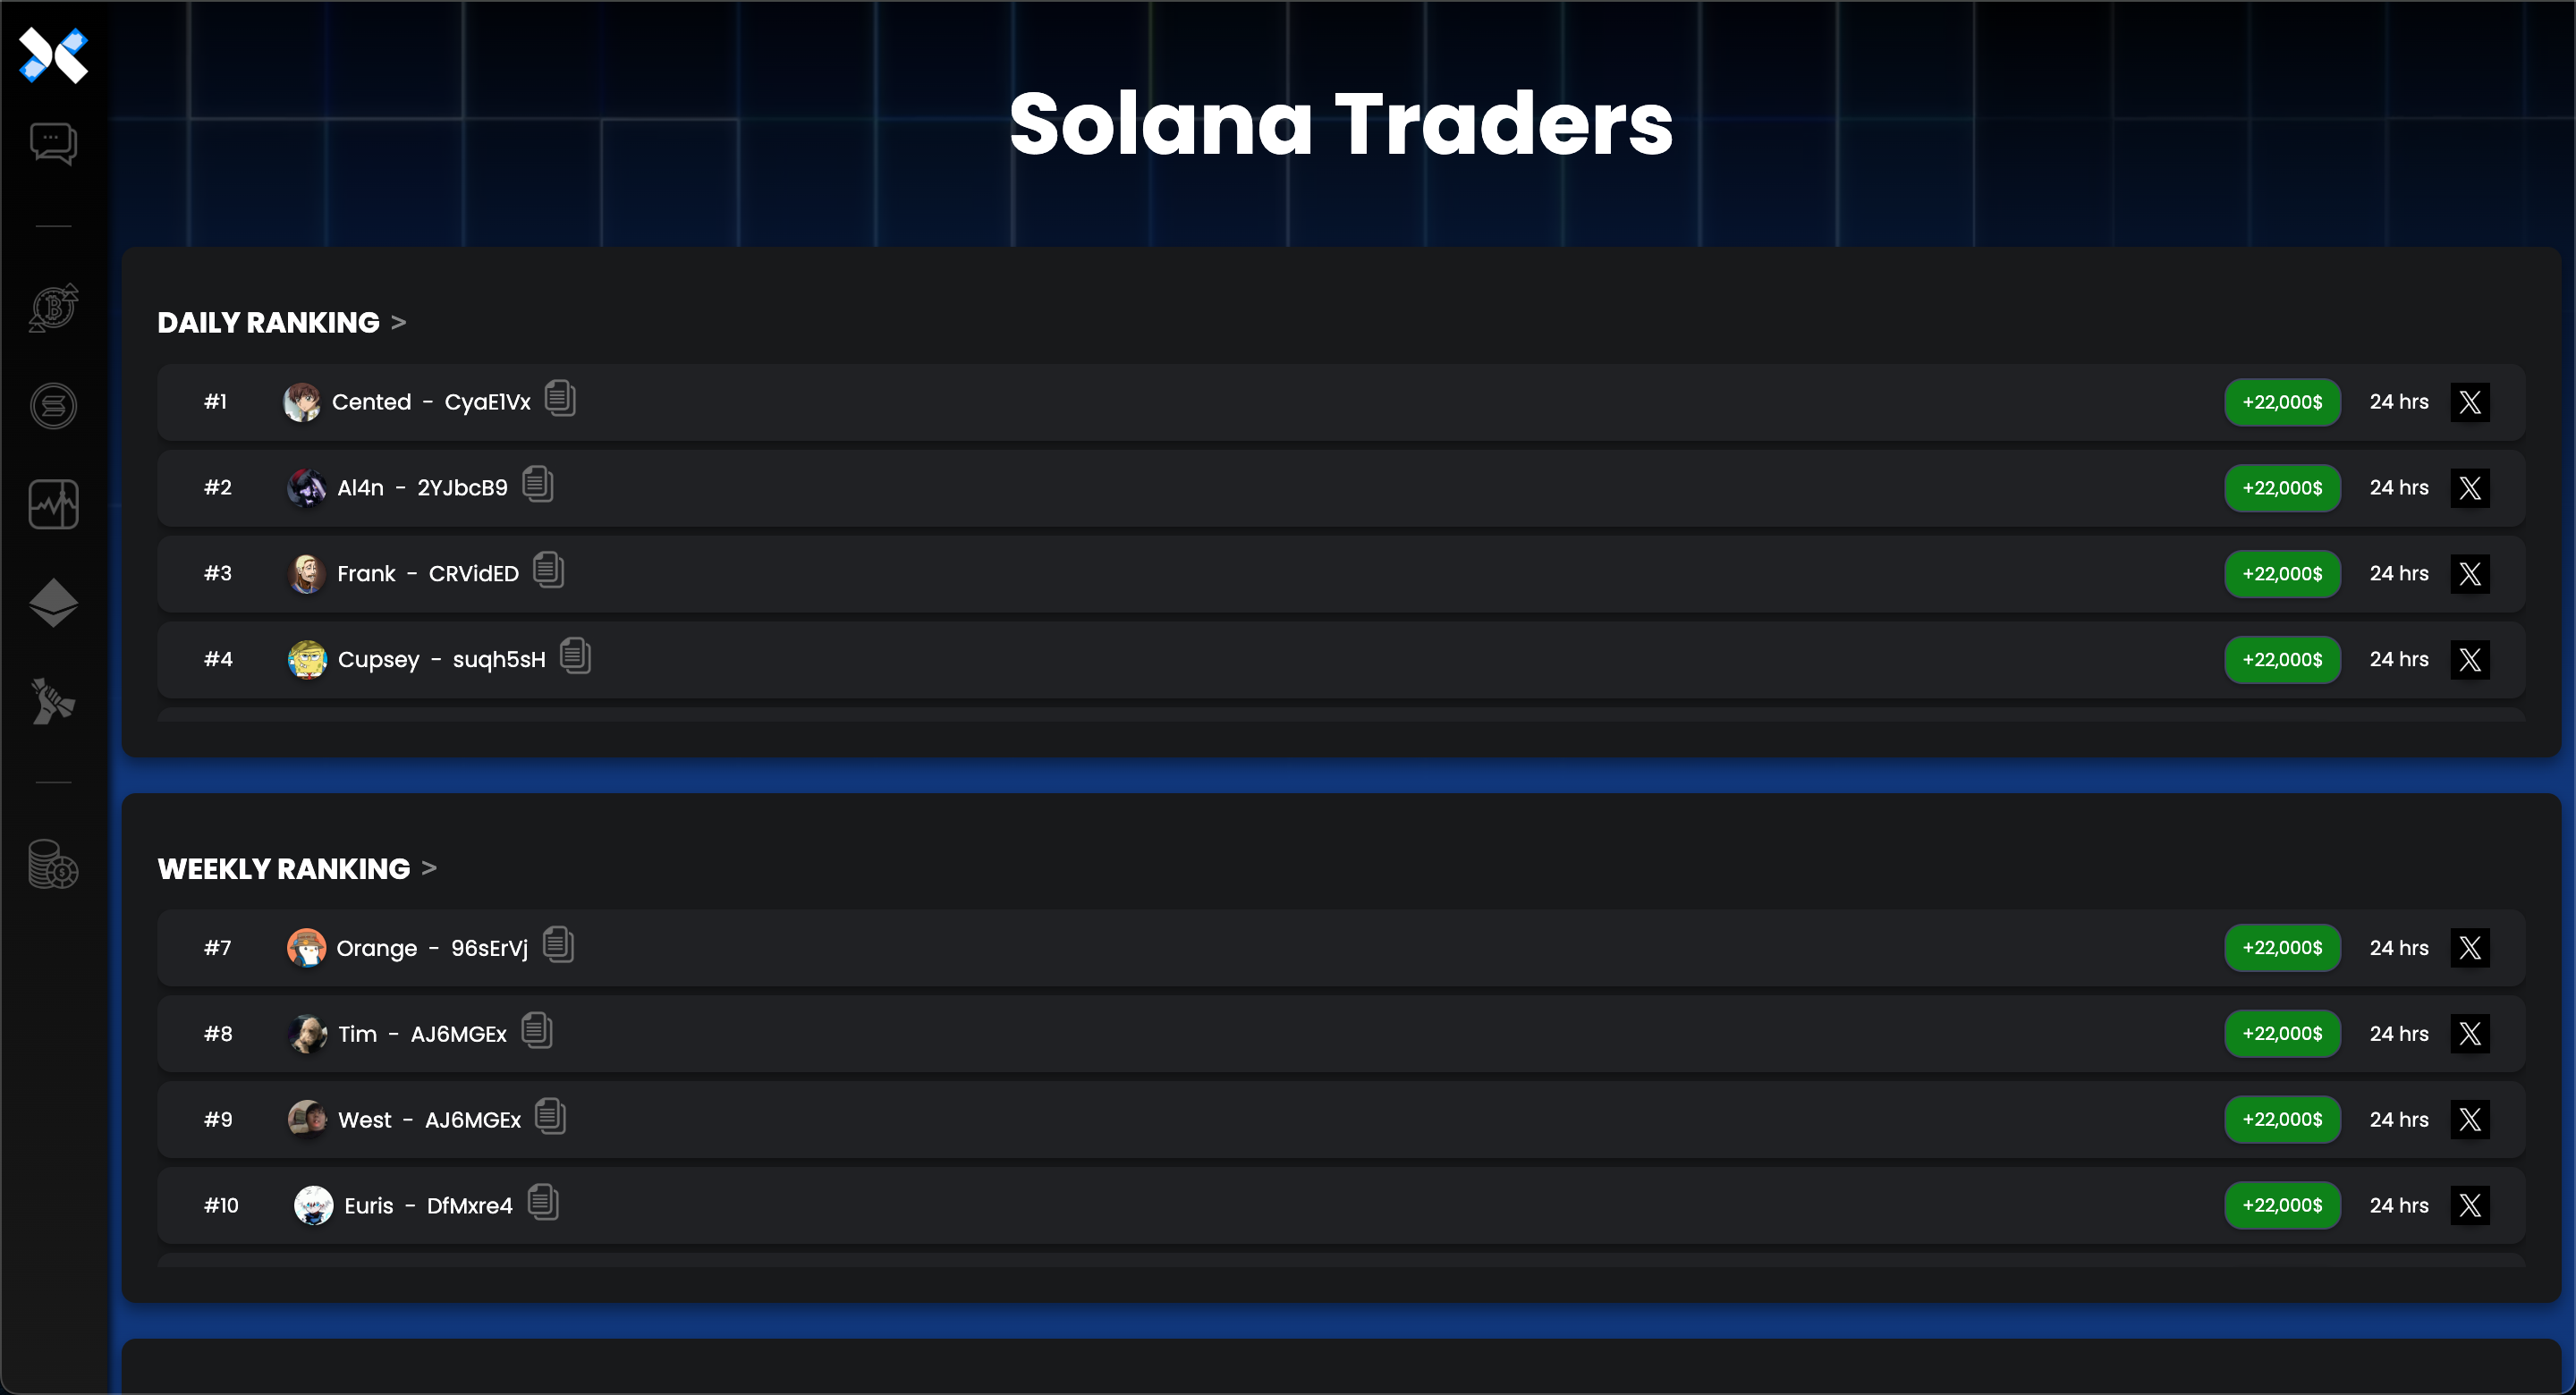 Solana Traders
DAILY RANKING >
#1 Cented - CyaE1Vx +22,000$ 24 hrs
#2 Al4n - 2YJbcB9 +22,000$ 24 hrs
#3 Frank - CRVidED +22,000$ 24 hrs
#4 Cupsey - suqh5sH +22,000$ 24 hrs
WEEKLY RANKING >
#7 Orange - 96sErVj +22,000$ 24 hrs
#8 Tim - AJ6MGEx +22,000$ 24 hrs
#9 West - AJ6MGEx +22,000$ 24 hrs
#10 Euris - DfMxre4 +22,000$ 24 hrs